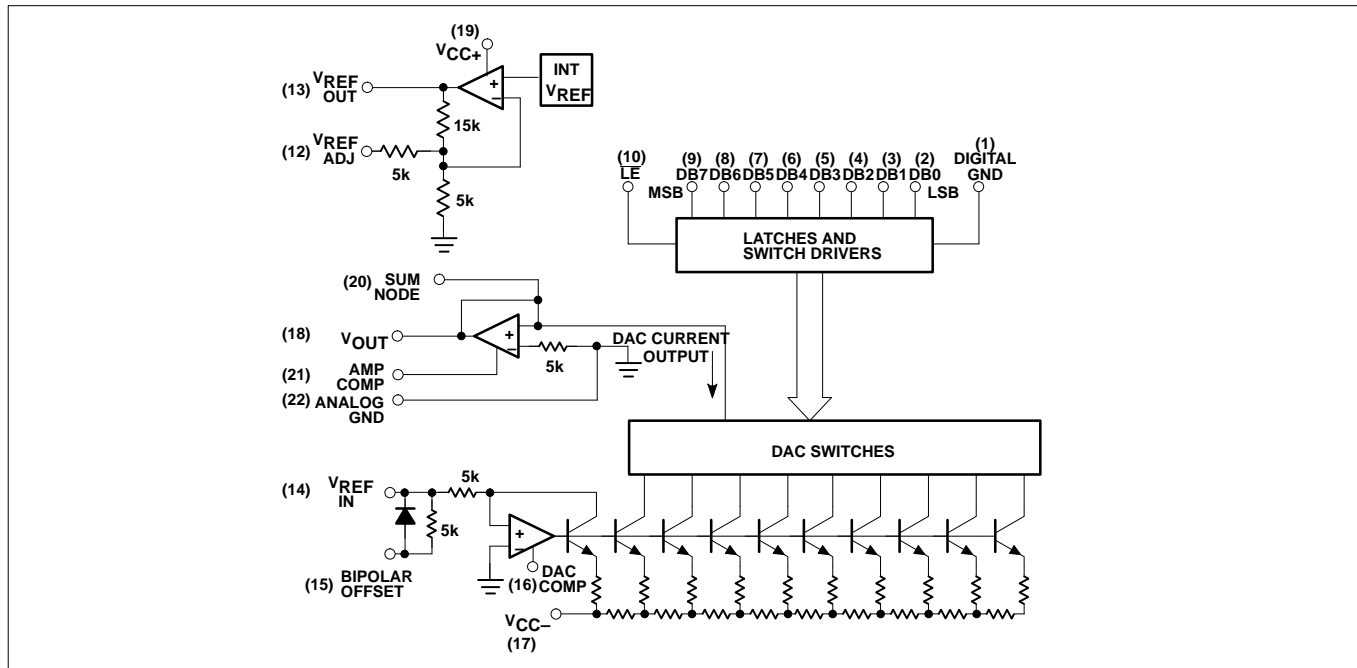 (19)
VCC+
INT
VREF
(13) VREF
OUT
15k
(12) VREF
ADJ
5k
5k
+
–
(10) (9) (8) (7) (6) (5) (4) (3) (2) (1)
LE DB7 DB6 DB5 DB4 DB3 DB2 DB1 DB0 DIGITAL
GND
MSB LSB
LATCHES AND
SWITCH DRIVERS
(20) SUM
NODE
(18) VOUT
+
–
5k
DAC CURRENT
OUTPUT
(21) AMP
COMP
(22) ANALOG
GND
DAC SWITCHES
(14) VREF
IN
5k
5k
+
–
(15) BIPOLAR
OFFSET
(16) DAC
COMP
VCC–
(17)